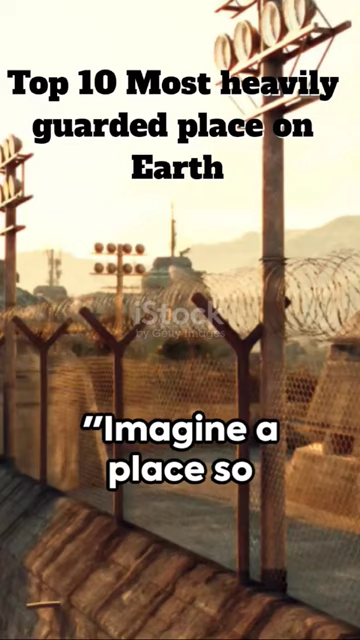 Top 10 Most heavily
guarded place on
Earth
iStock
by Getty Images
"Imagine a
place so